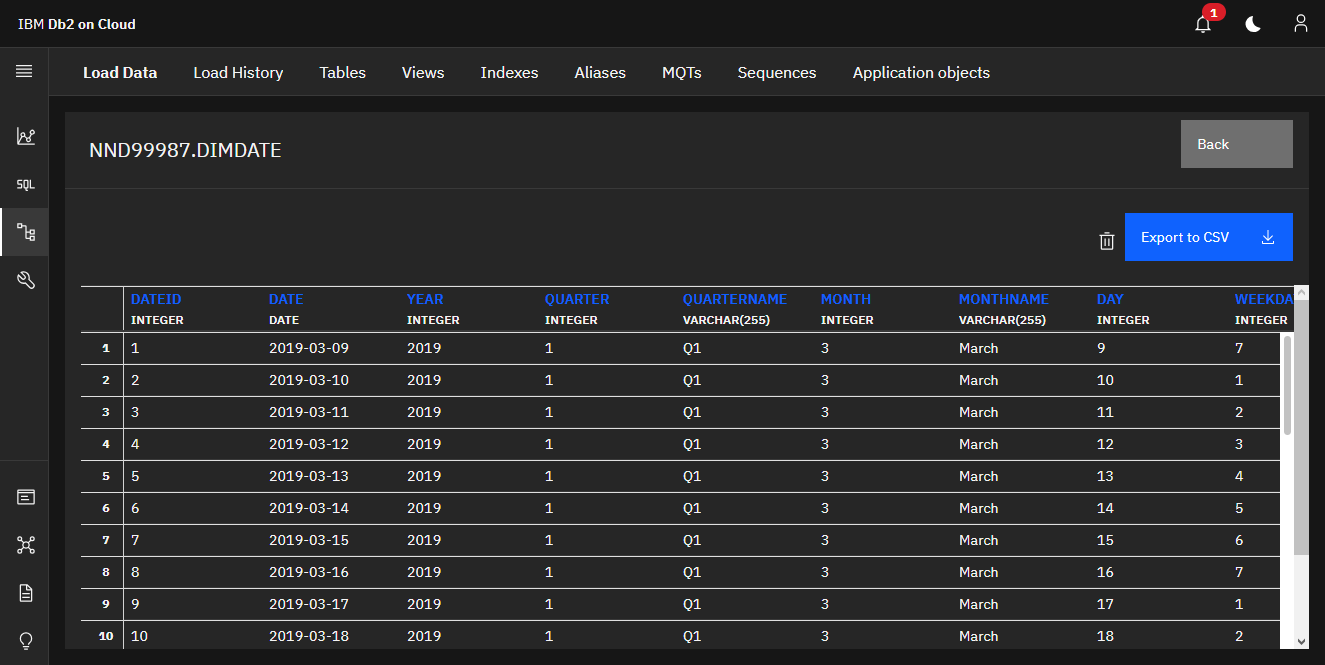 IBM Db2 on Cloud
1
Load Data Load History Tables Views Indexes Aliases MQTs Sequences Application objects
SQL
NND99987.DIMDATE
Back
Export to CSV
DATEID DATE YEAR QUARTER QUARTERNAME MONTH MONTHNAME DAY WEEKDA
INTEGER DATE INTEGER INTEGER VARCHAR(255) INTEGER VARCHAR(255) INTEGER INTEGER
1 1 2019-03-09 2019 1 Q1 3 March 9 7
2 2 2019-03-10 2019 1 Q1 3 March 10 1
3 3 2019-03-11 2019 1 Q1 3 March 11 2
4 4 2019-03-12 2019 1 Q1 3 March 12 3
5 5 2019-03-13 2019 1 Q1 3 March 13 4
6 6 2019-03-14 2019 1 Q1 3 March 14 5
7 7 2019-03-15 2019 1 Q1 3 March 15 6
8 8 2019-03-16 2019 1 Q1 3 March 16 7
9 9 2019-03-17 2019 1 Q1 3 March 17 1
10 10 2019-03-18 2019 1 Q1 3 March 18 2